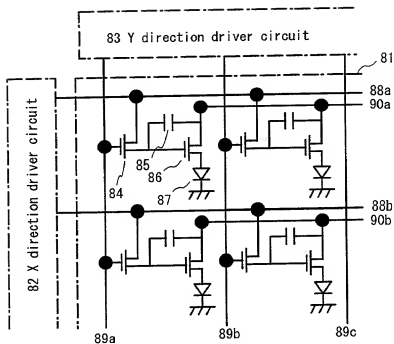 83 Y direction driver circuit
81
82 X direction driver circuit
88a
90a
84
85
86
87
88b
90b
89a
89b
89c